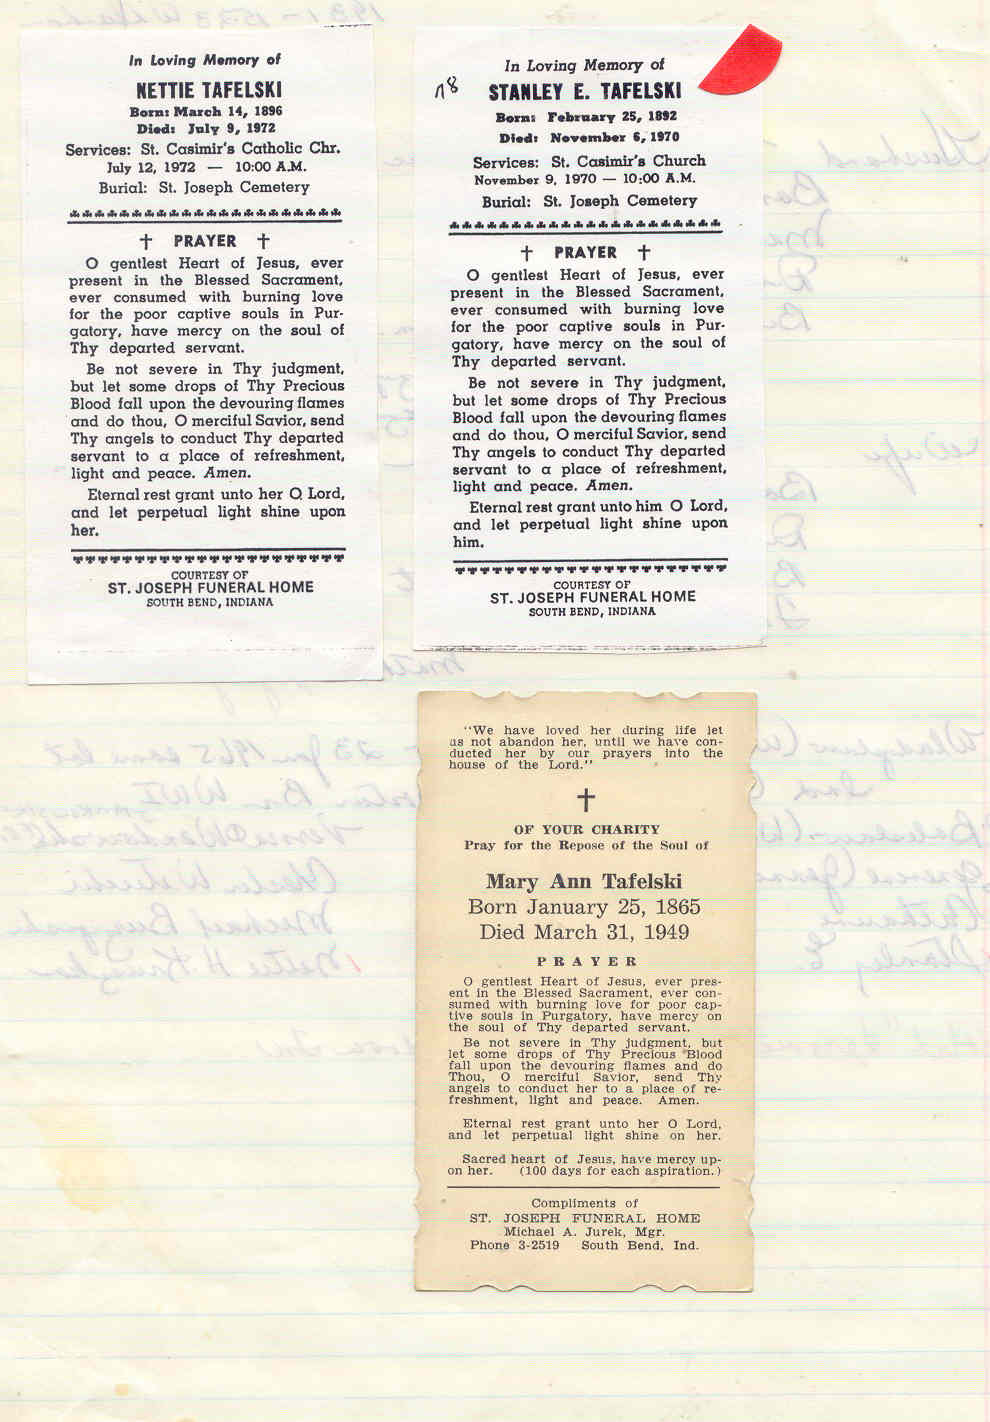 In Loving Memory of
NETTIE TAFELSKI
Born: March 14, 1896
Died: July 9, 1972
Services: St. Casimir's Catholic Chr.
July 12, 1972 — 10:00 A.M.
Burial: St. Joseph Cemetery
† PRAYER †
O gentlest Heart of Jesus, ever
present in the Blessed Sacrament,
ever consumed with burning love
for the poor captive souls in Pur-
gatory, have mercy on the soul of
Thy departed servant.
Be not severe in Thy judgment,
but let some drops of Thy Precious
Blood fall upon the devouring flames
and do thou, O merciful Savior, send
Thy angels to conduct Thy departed
servant to a place of refreshment,
light and peace. Amen.
Eternal rest grant unto her O Lord,
and let perpetual light shine upon
her.
COURTESY OF
ST. JOSEPH FUNERAL HOME
SOUTH BEND, INDIANA
78
In Loving Memory of
STANLEY E. TAFELSKI
Born: February 25, 1892
Died: November 6, 1970
Services: St. Casimir's Church
November 9, 1970 — 10:00 A.M.
Burial: St. Joseph Cemetery
† PRAYER †
O gentlest Heart of Jesus, ever
present in the Blessed Sacrament,
ever consumed with burning love
for the poor captive souls in Pur-
gatory, have mercy on the soul of
Thy departed servant.
Be not severe in Thy judgment,
but let some drops of Thy Precious
Blood fall upon the devouring flames
and do thou, O merciful Savior, send
Thy angels to conduct Thy departed
servant to a place of refreshment,
light and peace. Amen.
Eternal rest grant unto him O Lord,
and let perpetual light shine upon
him.
COURTESY OF
ST. JOSEPH FUNERAL HOME
SOUTH BEND, INDIANA
"We have loved her during life let
us not abandon her, until we have con-
ducted her by our prayers into the
house of the Lord."
†
OF YOUR CHARITY
Pray for the Repose of the Soul of
Mary Ann Tafelski
Born January 25, 1865
Died March 31, 1949
PRAYER
O gentlest Heart of Jesus, ever pres-
ent in the Blessed Sacrament, ever con-
sumed with burning love for poor cap-
tive souls in Purgatory, have mercy on
the soul of Thy departed servant.
Be not severe in Thy judgment, but
let some drops of Thy Precious Blood
fall upon the devouring flames and do
Thou, O merciful Savior, send Thy
angels to conduct her to a place of re-
freshment, light and peace. Amen.
Eternal rest grant unto her O Lord,
and let perpetual light shine on her.
Sacred heart of Jesus, have mercy up-
on her. (100 days for each aspiration.)
Compliments of
ST. JOSEPH FUNERAL HOME
Michael A. Jurek, Mgr.
Phone 3-2519 South Bend, Ind.